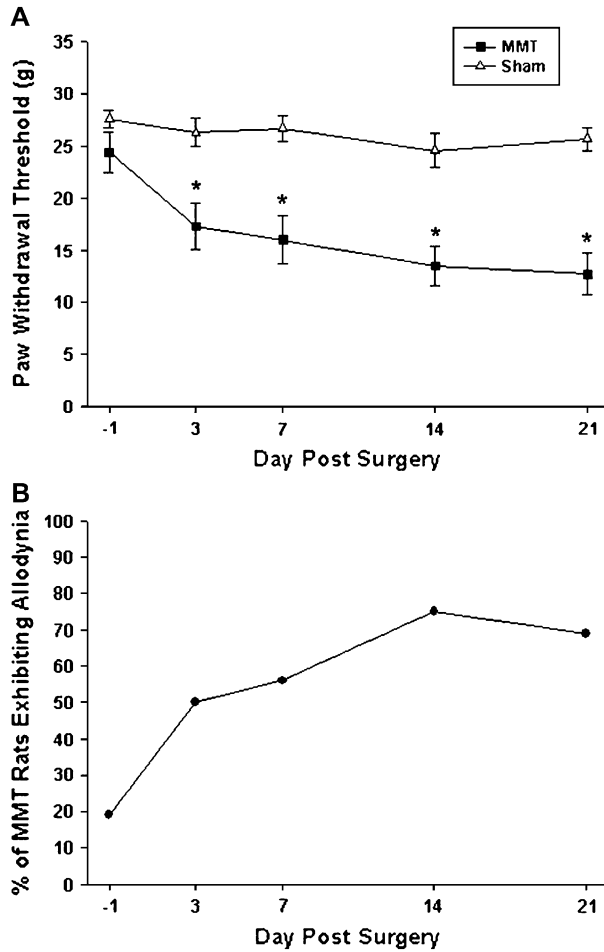 A
MMT
Sham
Paw Withdrawal Threshold (g)
35
30
25
20
15
10
5
0
* * * *
-1 3 7 14 21
Day Post Surgery
B
% of MMT Rats Exhibiting Allodynia
100
90
80
70
60
50
40
30
20
10
0
-1 3 7 14 21
Day Post Surgery